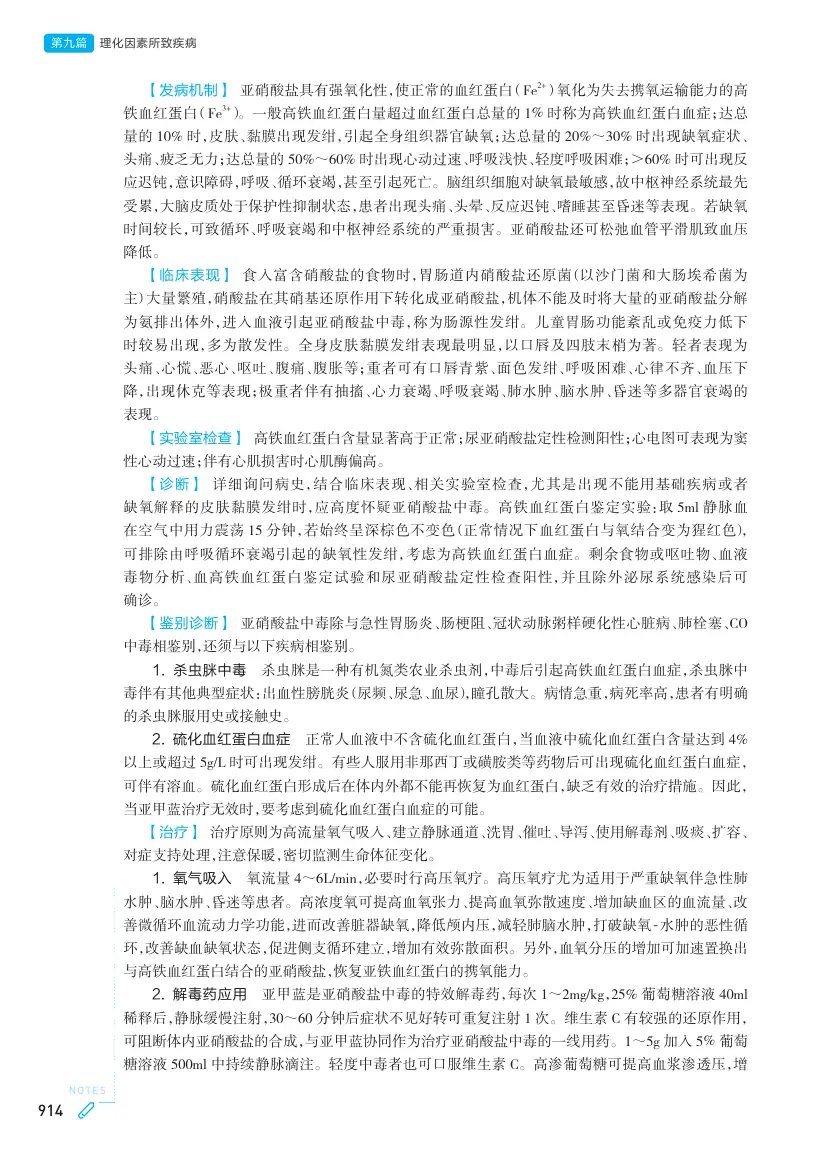 第九篇 理化因素所致疾病
【发病机制】 亚硝酸盐具有强氧化性,使正常的血红蛋白(Fe²⁺)氧化为失去携氧运输能力的高
铁血红蛋白(Fe³⁺)。一般高铁血红蛋白量超过血红蛋白总量的 1% 时称为高铁血红蛋白血症;达总
量的 10% 时,皮肤、黏膜出现发绀,引起全身组织器官缺氧;达总量的 20%～30% 时出现缺氧症状、
头痛、疲乏无力;达总量的 50%～60% 时出现心动过速、呼吸浅快、轻度呼吸困难;>60% 时可出现反
应迟钝,意识障碍,呼吸、循环衰竭,甚至引起死亡。脑组织细胞对缺氧最敏感,故中枢神经系统最先
受累,大脑皮质处于保护性抑制状态,患者出现头痛、头晕、反应迟钝、嗜睡甚至昏迷等表现。若缺氧
时间较长,可致循环、呼吸衰竭和中枢神经系统的严重损害。亚硝酸盐还可松弛血管平滑肌致血压
降低。
【临床表现】 食入富含硝酸盐的食物时,胃肠道内硝酸盐还原菌(以沙门菌和大肠埃希菌为
主)大量繁殖,硝酸盐在其硝基还原作用下转化成亚硝酸盐,机体不能及时将大量的亚硝酸盐分解
为氨排出体外,进入血液引起亚硝酸盐中毒,称为肠源性发绀。儿童胃肠功能紊乱或免疫力低下
时较易出现,多为散发性。全身皮肤黏膜发绀表现最明显,以口唇及四肢末梢为著。轻者表现为
头痛、心慌、恶心、呕吐、腹痛、腹胀等;重者可有口唇青紫、面色发绀、呼吸困难、心律不齐、血压下
降,出现休克等表现;极重者伴有抽搐、心力衰竭、呼吸衰竭、肺水肿、脑水肿、昏迷等多器官衰竭的
表现。
【实验室检查】 高铁血红蛋白含量显著高于正常;尿亚硝酸盐定性检测阳性;心电图可表现为窦
性心动过速;伴有心肌损害时心肌酶偏高。
【诊断】 详细询问病史,结合临床表现、相关实验室检查,尤其是出现不能用基础疾病或者
缺氧解释的皮肤黏膜发绀时,应高度怀疑亚硝酸盐中毒。高铁血红蛋白鉴定实验:取 5ml 静脉血
在空气中用力震荡 15 分钟,若始终呈深棕色不变色(正常情况下血红蛋白与氧结合变为猩红色),
可排除由呼吸循环衰竭引起的缺氧性发绀,考虑为高铁血红蛋白血症。剩余食物或呕吐物、血液
毒物分析、血高铁血红蛋白鉴定试验和尿亚硝酸盐定性检查阳性,并且除外泌尿系统感染后可
确诊。
【鉴别诊断】 亚硝酸盐中毒除与急性胃肠炎、肠梗阻、冠状动脉粥样硬化性心脏病、肺栓塞、CO
中毒相鉴别,还须与以下疾病相鉴别。
1. 杀虫脒中毒 杀虫脒是一种有机氮类农业杀虫剂,中毒后引起高铁血红蛋白血症,杀虫脒中
毒伴有其他典型症状:出血性膀胱炎(尿频、尿急、血尿),瞳孔散大。病情急重,病死率高,患者有明确
的杀虫脒服用史或接触史。
2. 硫化血红蛋白血症 正常人血液中不含硫化血红蛋白,当血液中硫化血红蛋白含量达到 4%
以上或超过 5g/L 时可出现发绀。有些人服用非那西丁或磺胺类等药物后可出现硫化血红蛋白血症,
可伴有溶血。硫化血红蛋白形成后在体内外都不能再恢复为血红蛋白,缺乏有效的治疗措施。因此,
当亚甲蓝治疗无效时,要考虑到硫化血红蛋白血症的可能。
【治疗】 治疗原则为高流量氧气吸入、建立静脉通道、洗胃、催吐、导泻、使用解毒剂、吸痰、扩容、
对症支持处理,注意保暖,密切监测生命体征变化。
1. 氧气吸入 氧流量 4～6L/min,必要时行高压氧疗。高压氧疗尤为适用于严重缺氧伴急性肺
水肿、脑水肿、昏迷等患者。高浓度氧可提高血氧张力、提高血氧弥散速度、增加缺血区的血流量、改
善微循环血流动力学功能,进而改善脏器缺氧,降低颅内压,减轻肺脑水肿,打破缺氧-水肿的恶性循
环,改善缺血缺氧状态,促进侧支循环建立,增加有效弥散面积。另外,血氧分压的增加可加速置换出
与高铁血红蛋白结合的亚硝酸盐,恢复亚铁血红蛋白的携氧能力。
2. 解毒药应用 亚甲蓝是亚硝酸盐中毒的特效解毒药,每次 1～2mg/kg,25% 葡萄糖溶液 40ml
稀释后,静脉缓慢注射,30～60 分钟后症状不见好转可重复注射 1 次。维生素 C 有较强的还原作用,
可阻断体内亚硝酸盐的合成,与亚甲蓝协同作为治疗亚硝酸盐中毒的一线用药。1～5g 加入 5% 葡萄
糖溶液 500ml 中持续静脉滴注。轻度中毒者也可口服维生素 C。高渗葡萄糖可提高血浆渗透压,增
NOTES
914